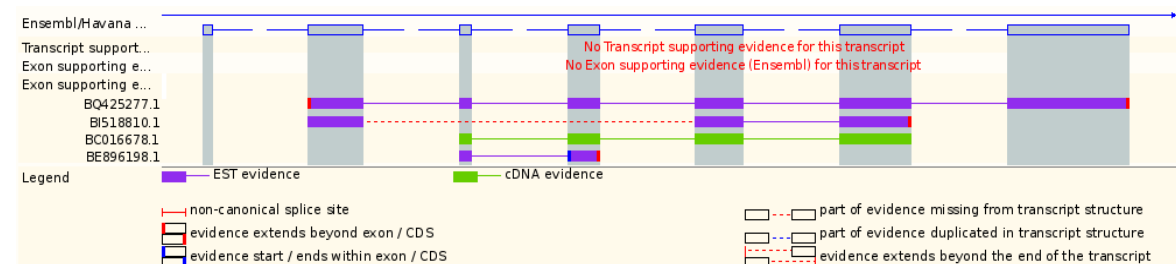 Ensembl/Havana ...
Transcript support...
No Transcript supporting evidence for this transcript
Exon supporting e...
No Exon supporting evidence (Ensembl) for this transcript
Exon supporting e...
BQ425277.1
BI518810.1
BC016678.1
BE896198.1
Legend
EST evidence
cDNA evidence
non-canonical splice site
part of evidence missing from transcript structure
evidence extends beyond exon / CDS
part of evidence duplicated in transcript structure
evidence start / ends within exon / CDS
evidence extends beyond the end of the transcript